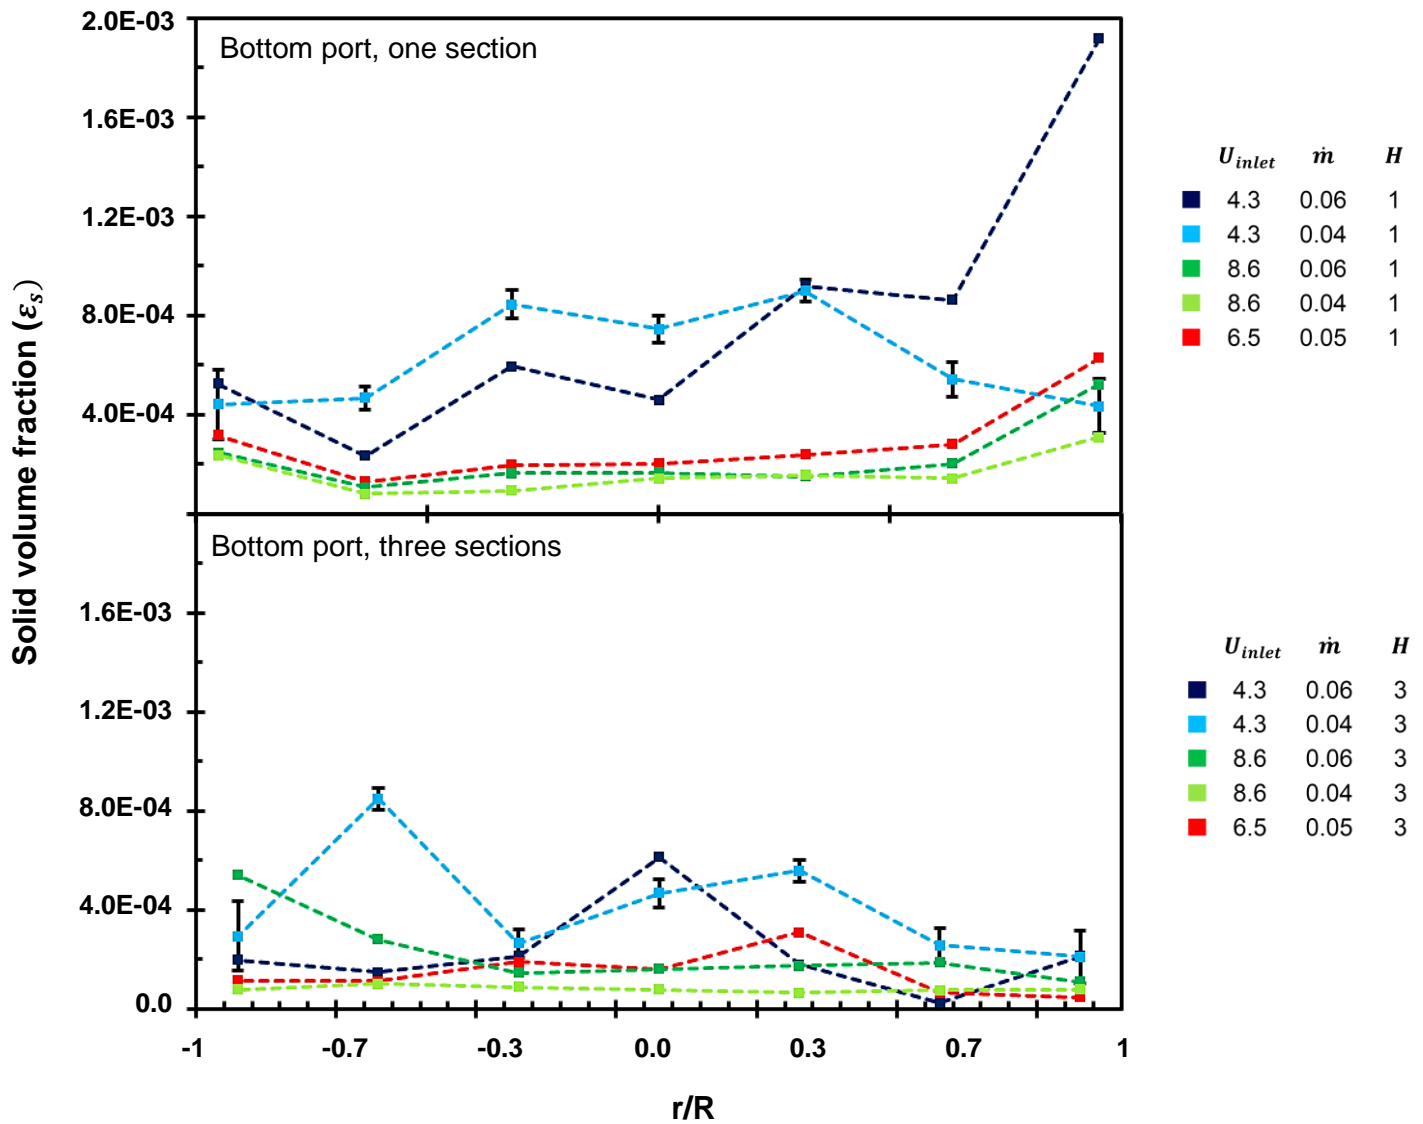 2.0E-03
Bottom port, one section
1.6E-03
1.2E-03
8.0E-04
4.0E-04
U_inlet ṁ H
4.3 0.06 1
4.3 0.04 1
8.6 0.06 1
8.6 0.04 1
6.5 0.05 1
Solid volume fraction (ε_s)
Bottom port, three sections
1.6E-03
1.2E-03
8.0E-04
4.0E-04
0.0
U_inlet ṁ H
4.3 0.06 3
4.3 0.04 3
8.6 0.06 3
8.6 0.04 3
6.5 0.05 3
-1 -0.7 -0.3 0.0 0.3 0.7 1
r/R